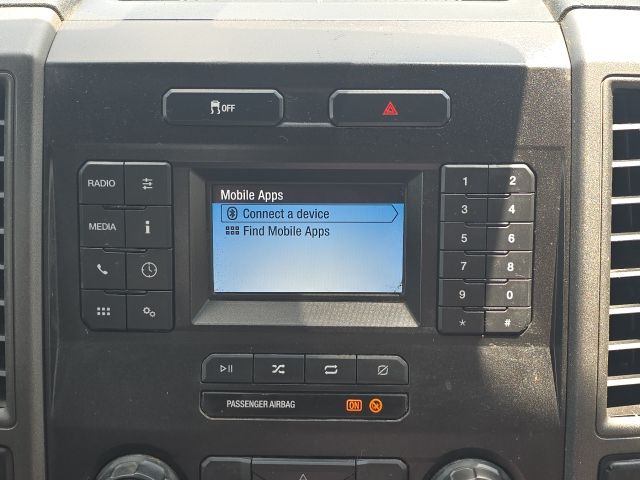 OFF
RADIO
MEDIA
i
Mobile Apps
Connect a device
Find Mobile Apps
1 2
3 4
5 6
7 8
9 0
* #
PASSENGER AIRBAG ON